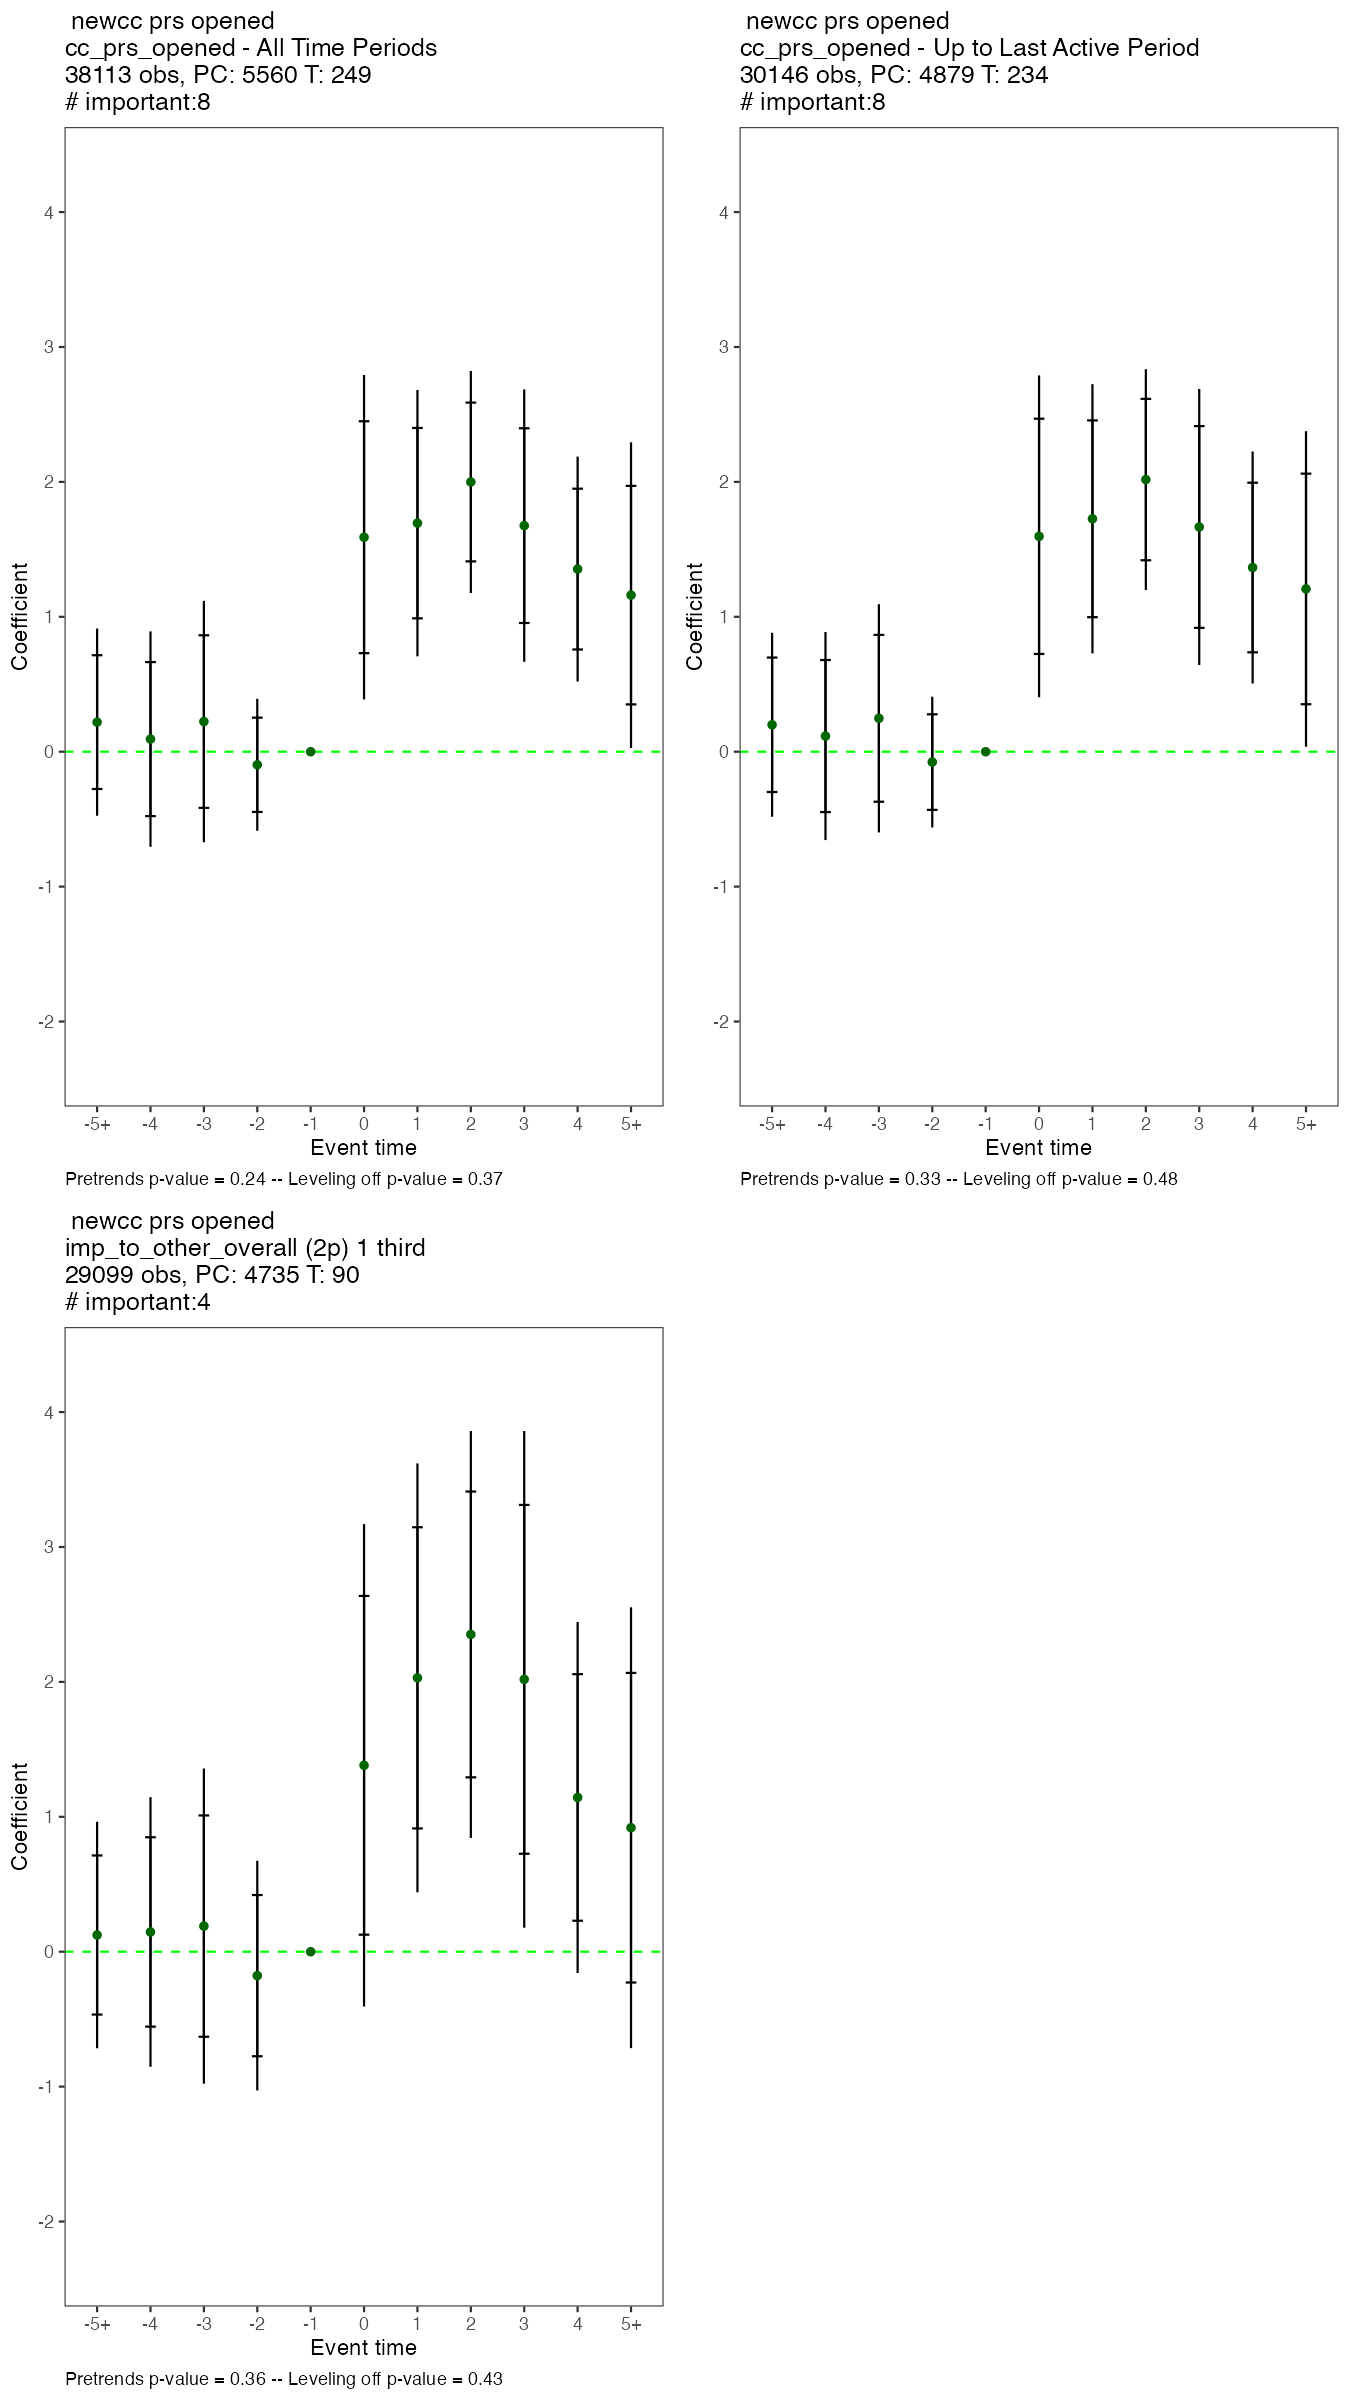 newcc prs opened
cc_prs_opened - All Time Periods
38113 obs, PC: 5560 T: 249
# important:8
Coefficient
4
3
2
1
0
-1
-2
-5+ -4 -3 -2 -1 0 1 2 3 4 5+
Event time
Pretrends p-value = 0.24 -- Leveling off p-value = 0.37
newcc prs opened
cc_prs_opened - Up to Last Active Period
30146 obs, PC: 4879 T: 234
# important:8
Coefficient
4
3
2
1
0
-1
-2
-5+ -4 -3 -2 -1 0 1 2 3 4 5+
Event time
Pretrends p-value = 0.33 -- Leveling off p-value = 0.48
newcc prs opened
imp_to_other_overall (2p) 1 third
29099 obs, PC: 4735 T: 90
# important:4
Coefficient
4
3
2
1
0
-1
-2
-5+ -4 -3 -2 -1 0 1 2 3 4 5+
Event time
Pretrends p-value = 0.36 -- Leveling off p-value = 0.43